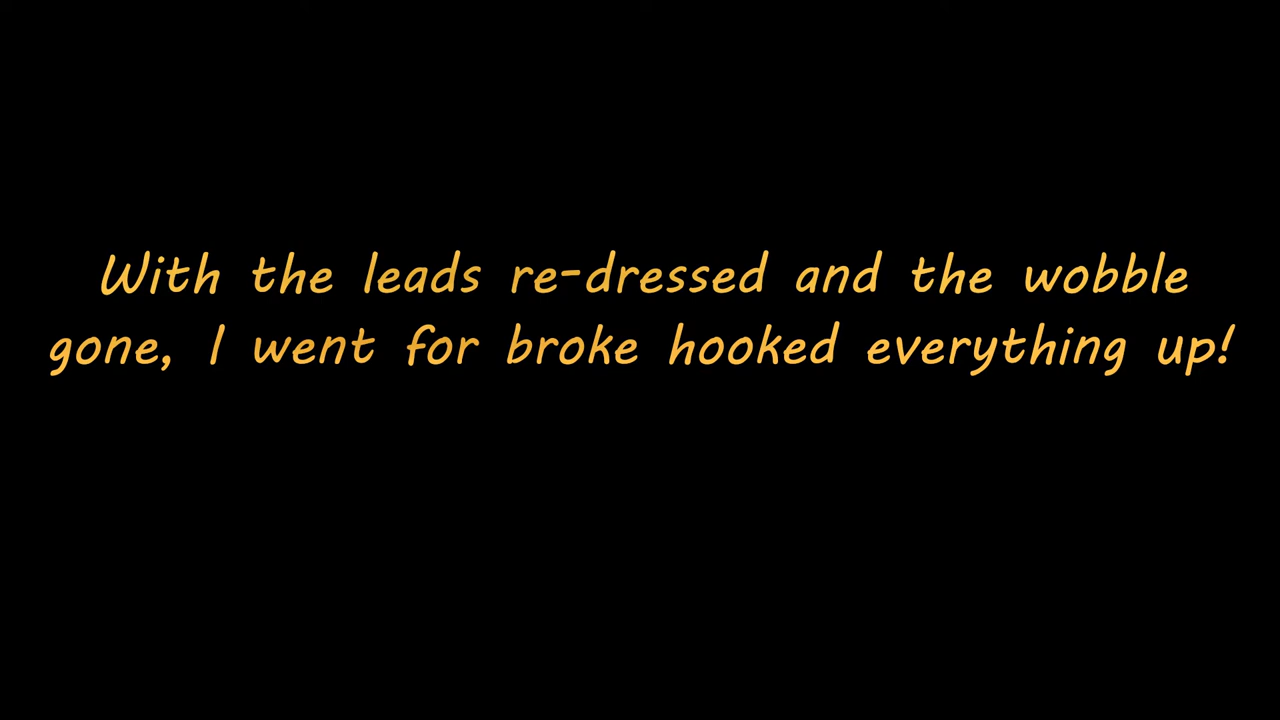 With the leads re-dressed and the wobble
gone, I went for broke hooked everything up!